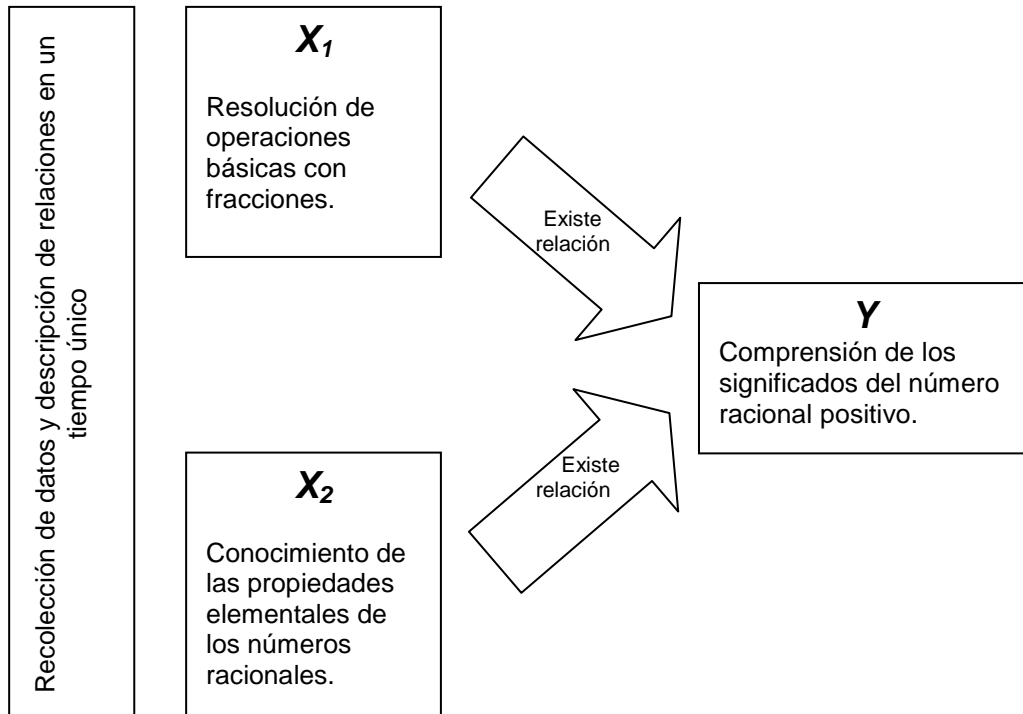 Recolección de datos y descripción de relaciones en un
tiempo único
X₁
Resolución de
operaciones
básicas con
fracciones.
Existe
relación
Y
Comprensión de los
significados del número
racional positivo.
X₂
Conocimiento de
las propiedades
elementales de
los números
racionales.
Existe
relación